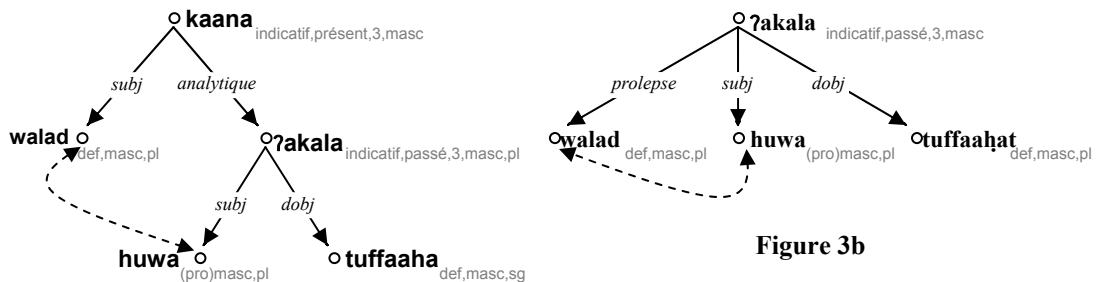 kaana indicatif,présent,3,masc
subj analytique
walad def,masc,pl
ʔakala indicatif,passé,3,masc,pl
subj dobj
huwa (pro)masc,pl
tuffaaha def,masc,sg
ʔakala indicatif,passé,3,masc
prolepse subj dobj
walad def,masc,pl
huwa (pro)masc,pl
tuffaaḥat def,masc,pl
Figure 3b